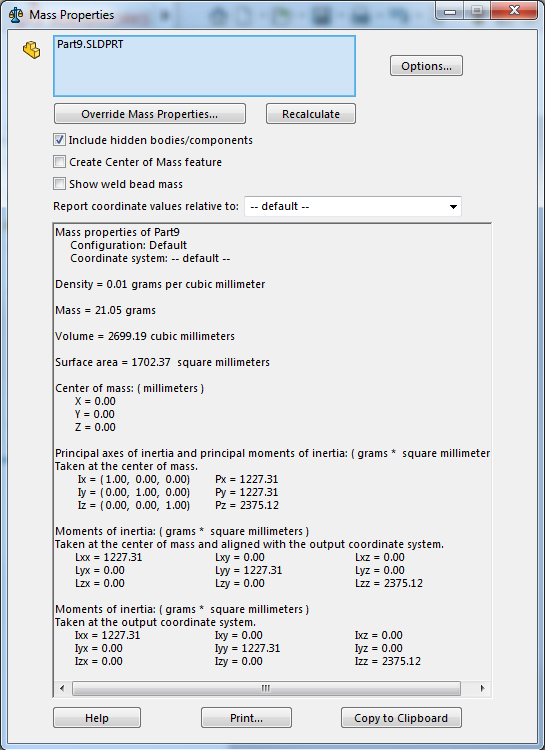 Mass Properties
Part9.SLDPRT
Options...
Override Mass Properties... Recalculate
Include hidden bodies/components
Create Center of Mass feature
Show weld bead mass
Report coordinate values relative to: -- default --
Mass properties of Part9
Configuration: Default
Coordinate system: -- default --
Density = 0.01 grams per cubic millimeter
Mass = 21.05 grams
Volume = 2699.19 cubic millimeters
Surface area = 1702.37 square millimeters
Center of mass: ( millimeters )
X = 0.00
Y = 0.00
Z = 0.00
Principal axes of inertia and principal moments of inertia: ( grams * square millimeter
Taken at the center of mass.
Ix = ( 1.00, 0.00, 0.00) Px = 1227.31
Iy = ( 0.00, 1.00, 0.00) Py = 1227.31
Iz = ( 0.00, 0.00, 1.00) Pz = 2375.12
Moments of inertia: ( grams * square millimeters )
Taken at the center of mass and aligned with the output coordinate system.
Lxx = 1227.31 Lxy = 0.00 Lxz = 0.00
Lyx = 0.00 Lyy = 1227.31 Lyz = 0.00
Lzx = 0.00 Lzy = 0.00 Lzz = 2375.12
Moments of inertia: ( grams * square millimeters )
Taken at the output coordinate system.
Ixx = 1227.31 Ixy = 0.00 Ixz = 0.00
Iyx = 0.00 Iyy = 1227.31 Iyz = 0.00
Izx = 0.00 Izy = 0.00 Izz = 2375.12
Help Print... Copy to Clipboard